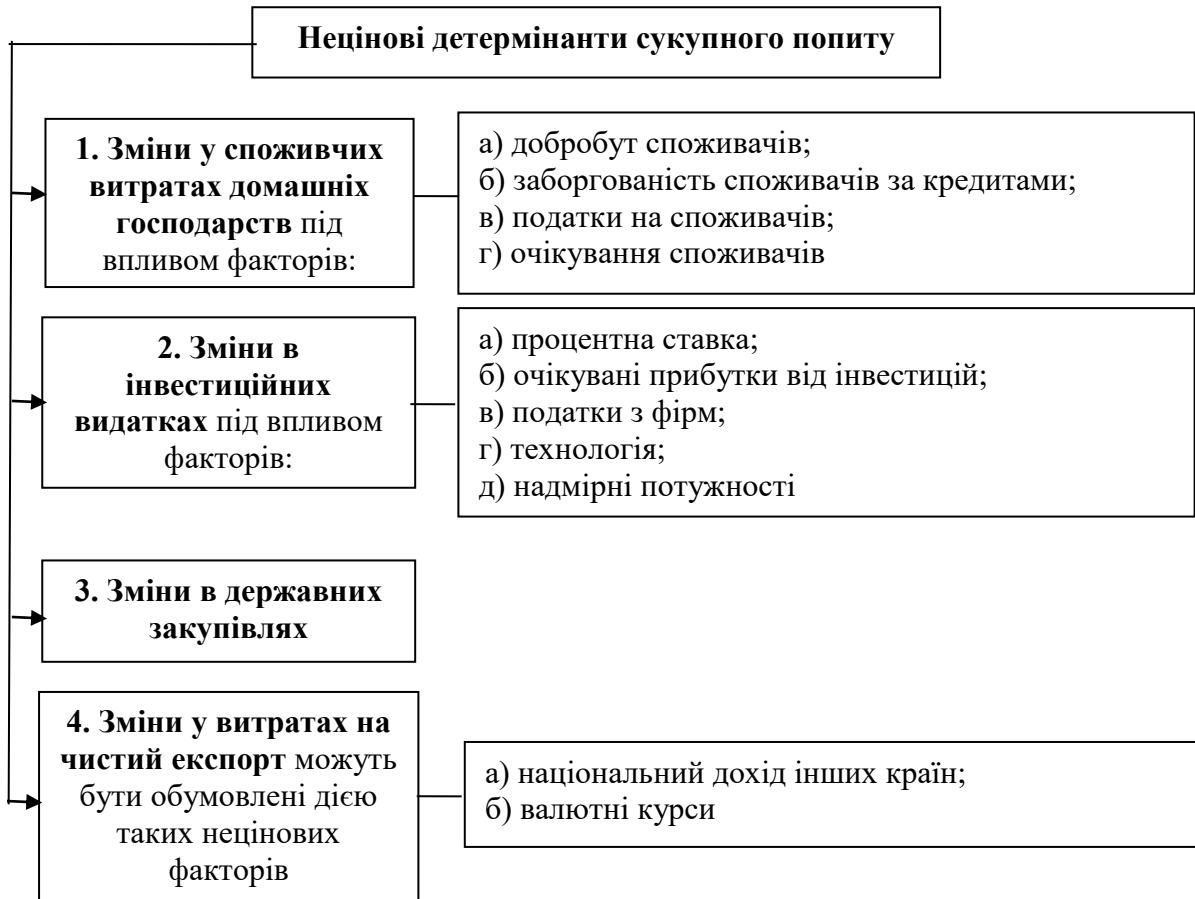 Нецінові детермінанти сукупного попиту
1. Зміни у споживчих
витратах домашніх
господарств під
впливом факторів:
а) добробут споживачів;
б) заборгованість споживачів за кредитами;
в) податки на споживачів;
г) очікування споживачів
2. Зміни в
інвестиційних
видатках під впливом
факторів:
а) процентна ставка;
б) очікувані прибутки від інвестицій;
в) податки з фірм;
г) технологія;
д) надмірні потужності
3. Зміни в державних
закупівлях
4. Зміни у витратах на
чистий експорт можуть
бути обумовлені дією
таких нецінових
факторів
а) національний дохід інших країн;
б) валютні курси